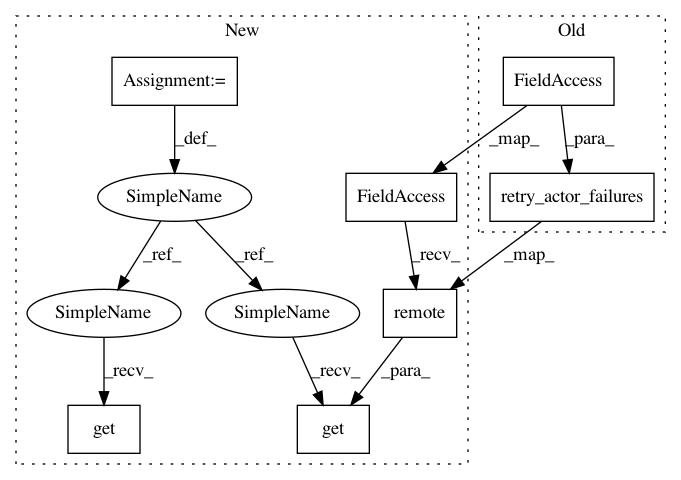 New
Old
Assignment:=
FieldAccess
_def_
_map_
_para_
SimpleName
FieldAccess
retry_actor_failures
_ref_
_ref_
_recv_
_map_
SimpleName
SimpleName
remote
_recv_
_recv_
_para_
get
get